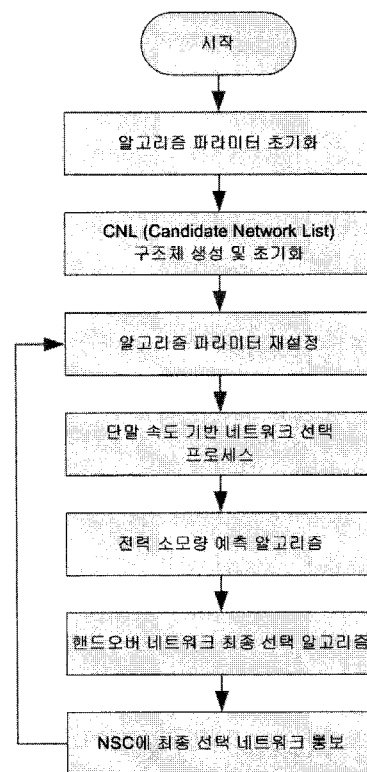 시작
알고리즘 파라미터 초기화
CNL (Candidate Network List)
구조체 생성 및 초기화
알고리즘 파라미터 재설정
단말 속도 기반 네트워크 선택
프로세스
전력 소모량 예측 알고리즘
핸드오버 네트워크 최종 선택 알고리즘
NSC에 최종 선택 네트워크 통보